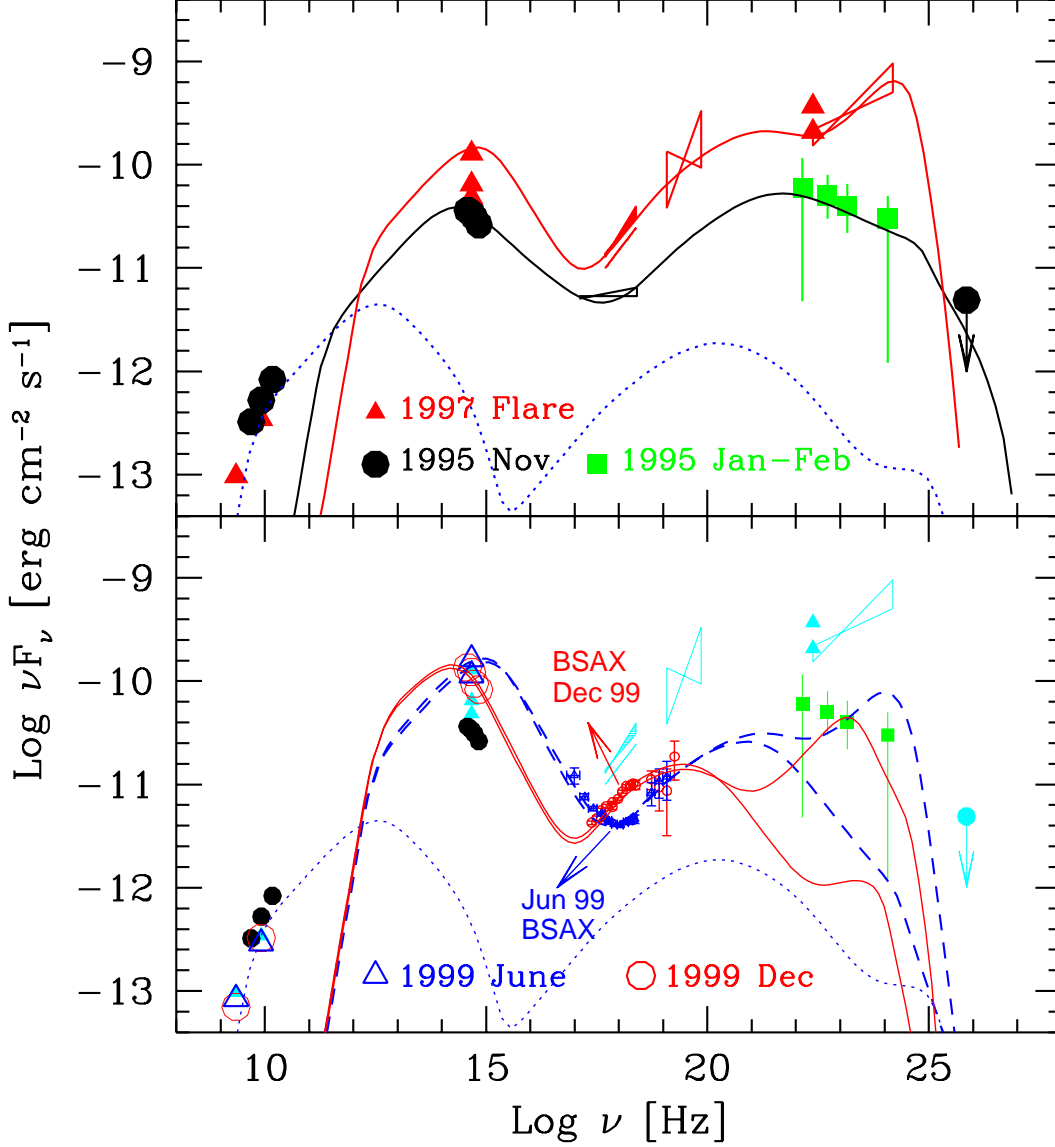 -9
-10
-11
-12
-13
1997 Flare
1995 Nov
1995 Jan-Feb
-9
-10
-11
-12
-13
BSAX
Dec 99
Jun 99
BSAX
1999 June
1999 Dec
10 15 20 25
Log ν [Hz]
Log νFν [erg cm⁻² s⁻¹]